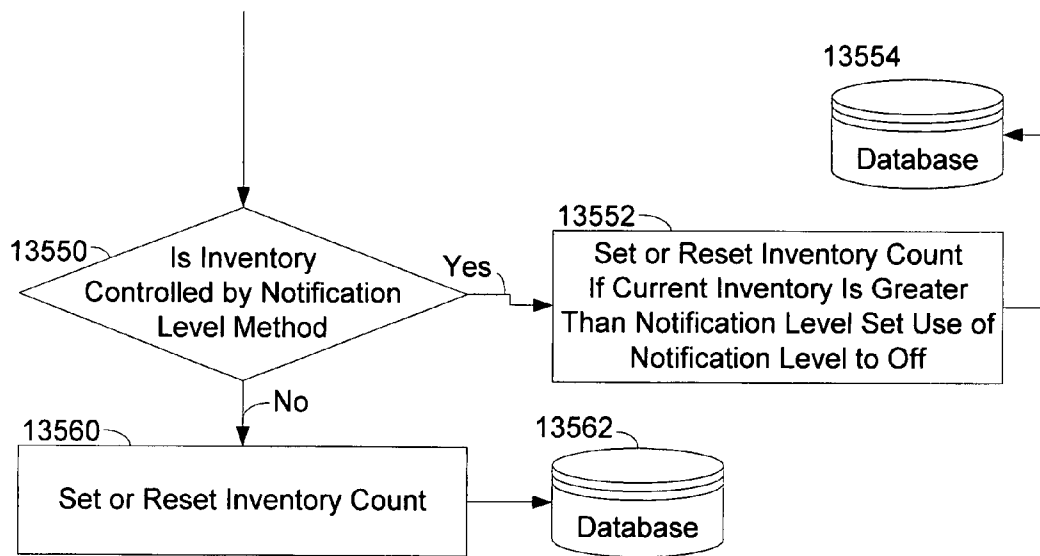 13554
Database
13550
Is Inventory
Controlled by Notification
Level Method
Yes
13552
Set or Reset Inventory Count
If Current Inventory Is Greater
Than Notification Level Set Use of
Notification Level to Off
No
13560
Set or Reset Inventory Count
13562
Database